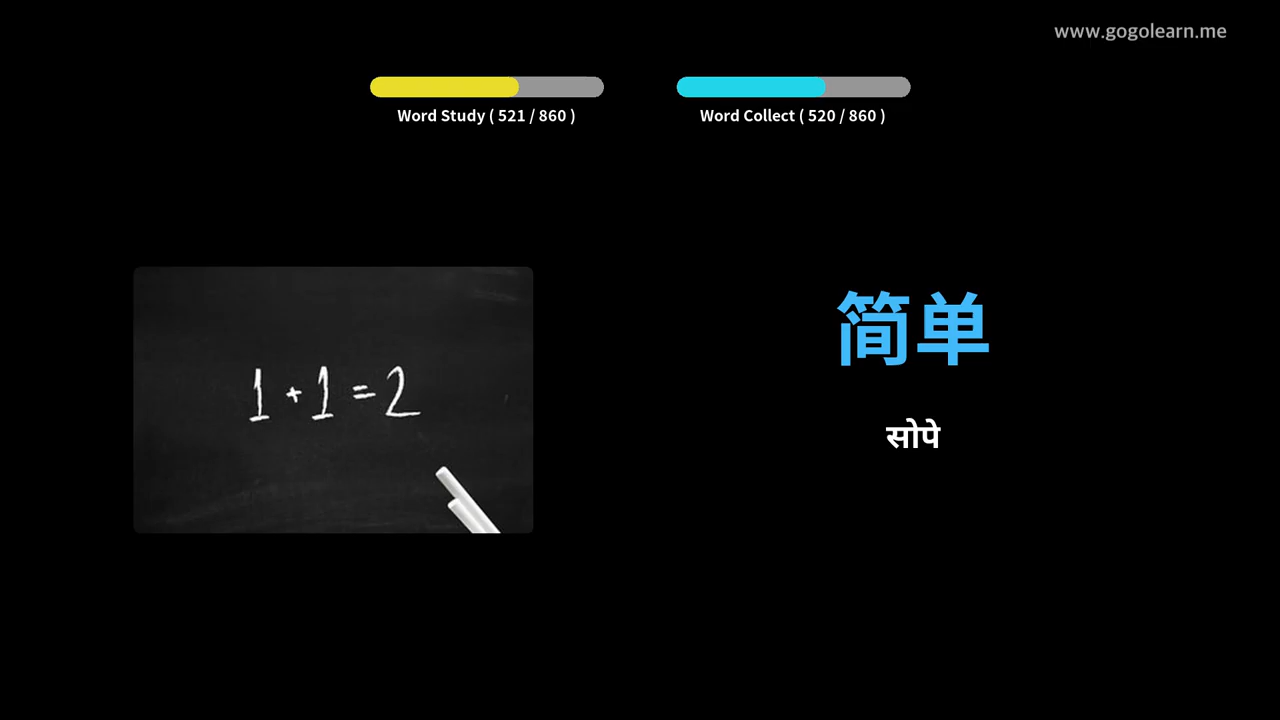 www.gogolearn.me
Word Study ( 521 / 860 )
Word Collect ( 520 / 860 )
1 + 1 = 2
简单
सोपे